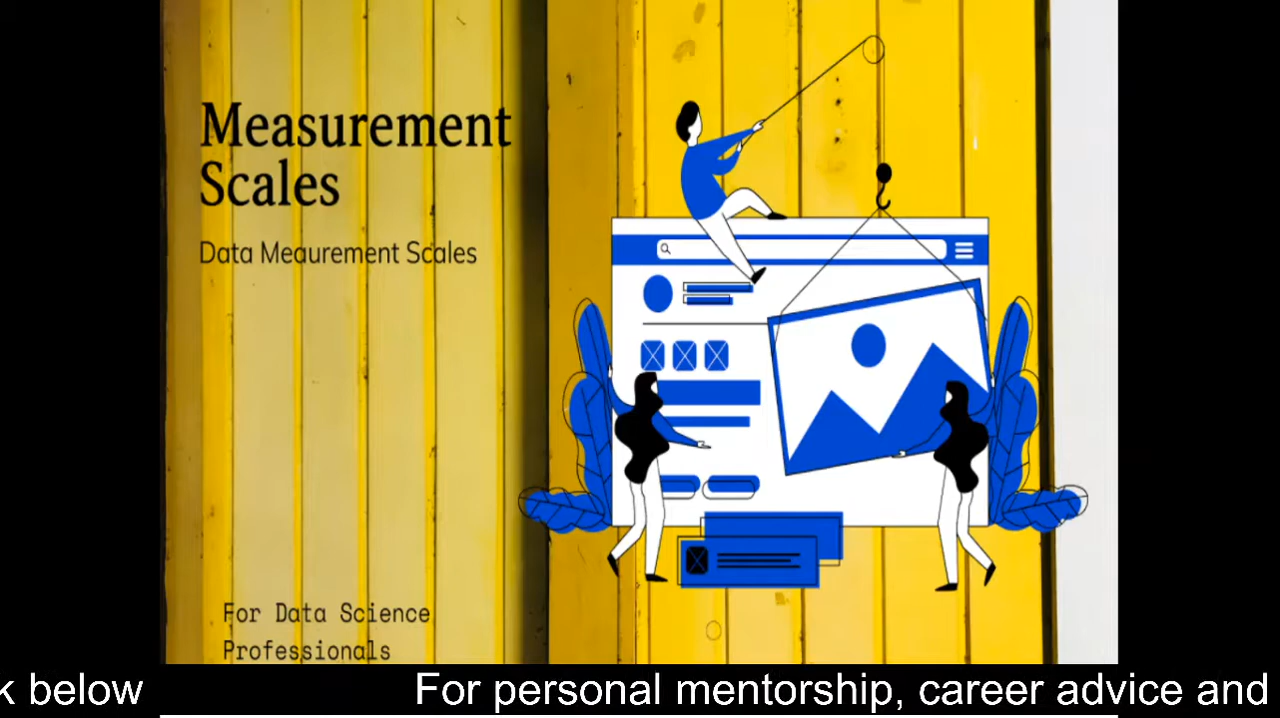 Measurement
Scales
Data Meaurement Scales
For Data Science
Professionals
k below For personal mentorship, career advice and